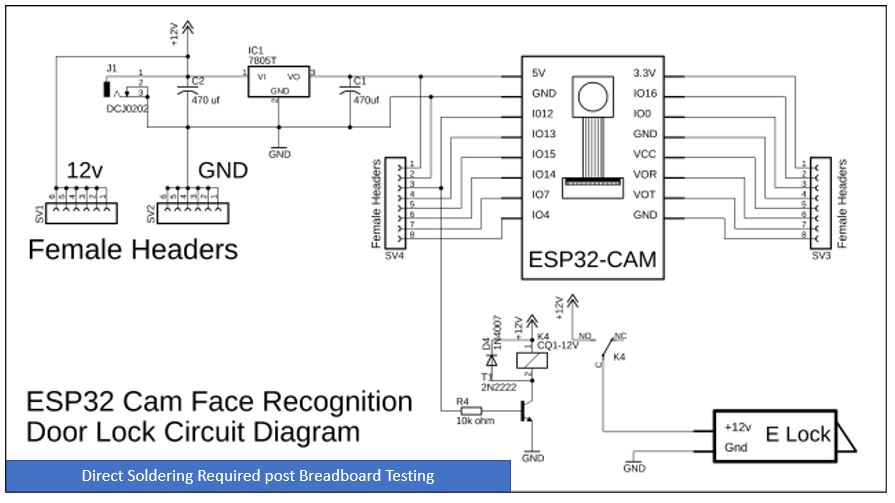 +12V
J1
1
2
3
DCJ0202
C2
470 uf
IC1
7805T
1
VI
VO
3
GND
2
C1
470uf
GND
12v
GND
6
5
4
3
2
1
SV1
6
5
4
3
2
1
SV2
Female Headers
Female Headers
1
2
3
4
5
6
7
8
SV4
5V
GND
I012
IO13
IO15
IO14
IO7
IO4
3.3V
IO16
IO0
GND
VCC
VOR
VOT
GND
ESP32-CAM
1
2
3
4
5
6
7
8
Female Headers
SV3
D4
1N4007
+12V
K4
CQ1-12V
1
2
T1
2N2222
R4
10k ohm
GND
+12V
NO
NC
K4
C
+12v
Gnd
E Lock
GND
ESP32 Cam Face Recognition
Door Lock Circuit Diagram
Direct Soldering Required post Breadboard Testing